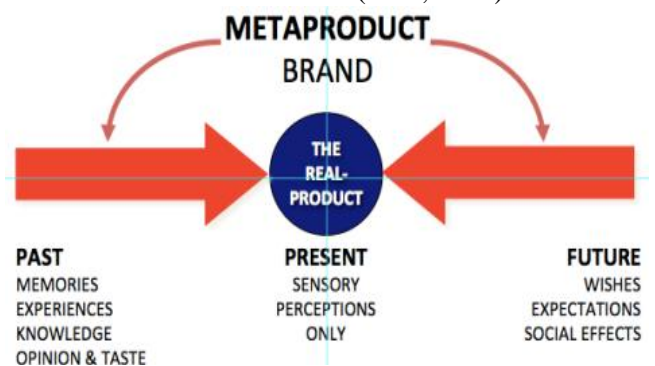 METAPRODUCT
BRAND
THE
REAL-
PRODUCT
PAST
MEMORIES
EXPERIENCES
KNOWLEDGE
OPINION & TASTE
PRESENT
SENSORY
PERCEPTIONS
ONLY
FUTURE
WISHES
EXPECTATIONS
SOCIAL EFFECTS